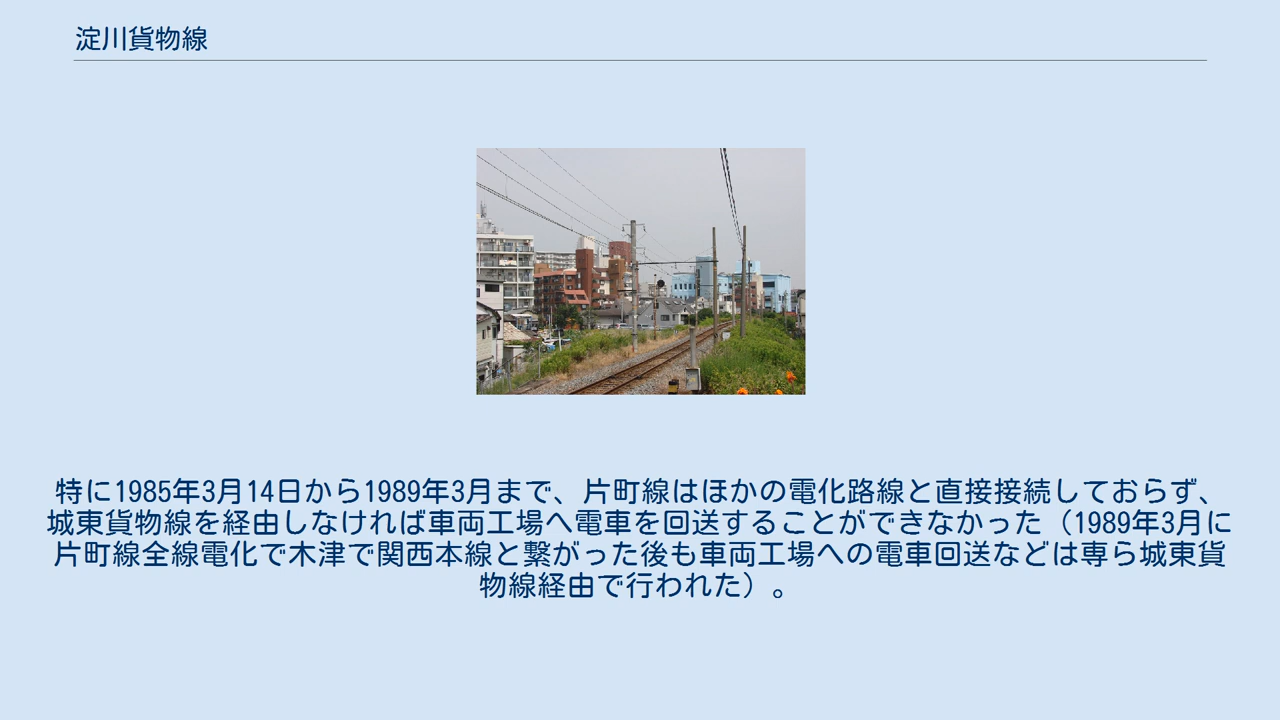 淀川貨物線
特に1985年3月14日から1989年3月まで、片町線はほかの電化路線と直接接続しておらず、
城東貨物線を経由しなければ車両工場へ電車を回送することができなかった（1989年3月に
片町線全線電化で木津で関西本線と繋がった後も車両工場への電車回送などは専ら城東貨
物線経由で行われた）。